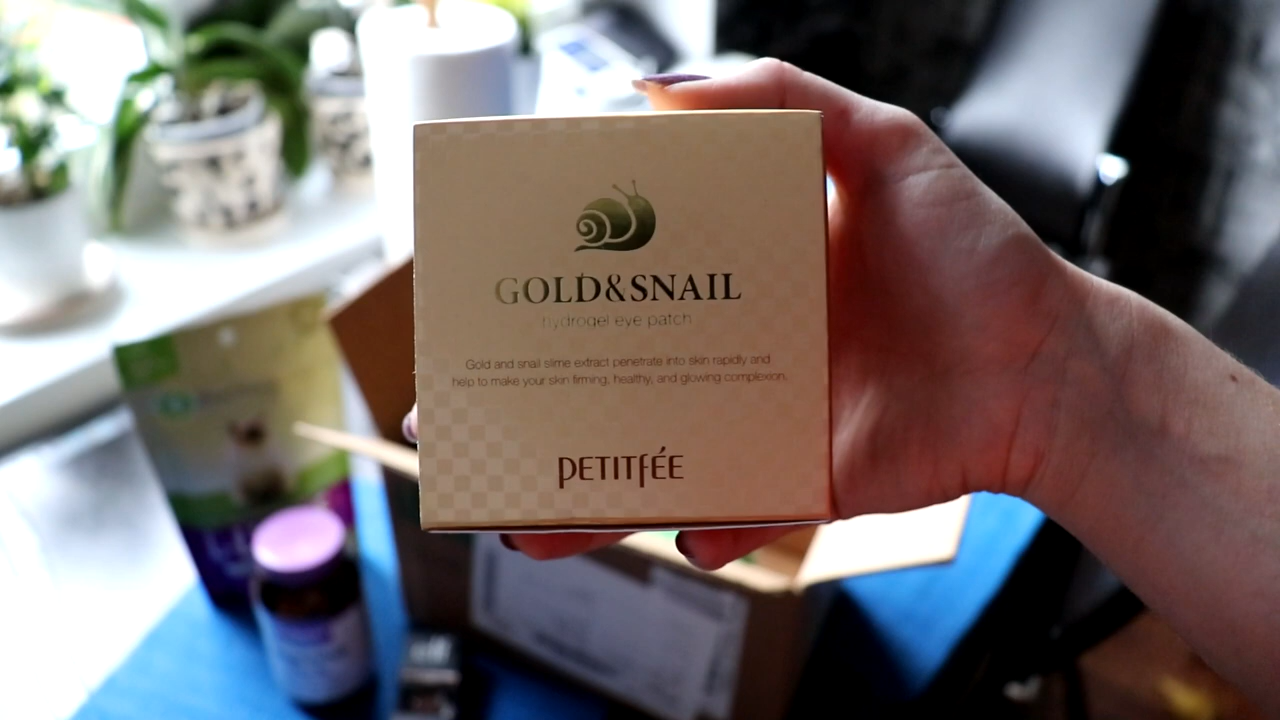 GOLD&SNAIL
hydrogel eye patch
Gold and snail slime extract penetrate into skin rapidly and
help to make your skin firming, healthy, and glowing complexion.
PETITFÉE